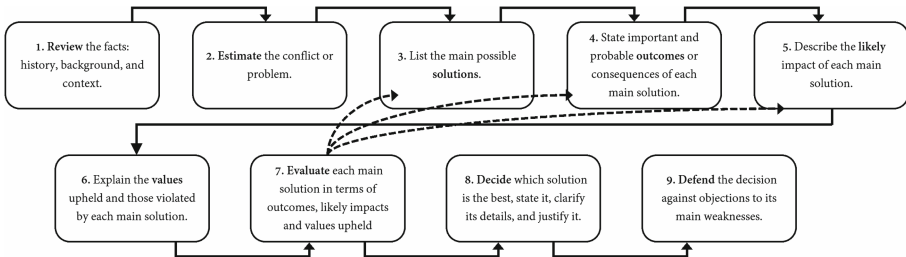 1. Review the facts:
history, background, and
context.
2. Estimate the conflict or
problem.
3. List the main possible
solutions.
4. State important and
probable outcomes or
consequences of each
main solution.
5. Describe the likely
impact of each main
solution.
6. Explain the values
upheld and those violated
by each main solution.
7. Evaluate each main
solution in terms of
outcomes, likely impacts
and values upheld
8. Decide which solution
is the best, state it, clarify
its details, and justify it.
9. Defend the decision
against objections to its
main weaknesses.